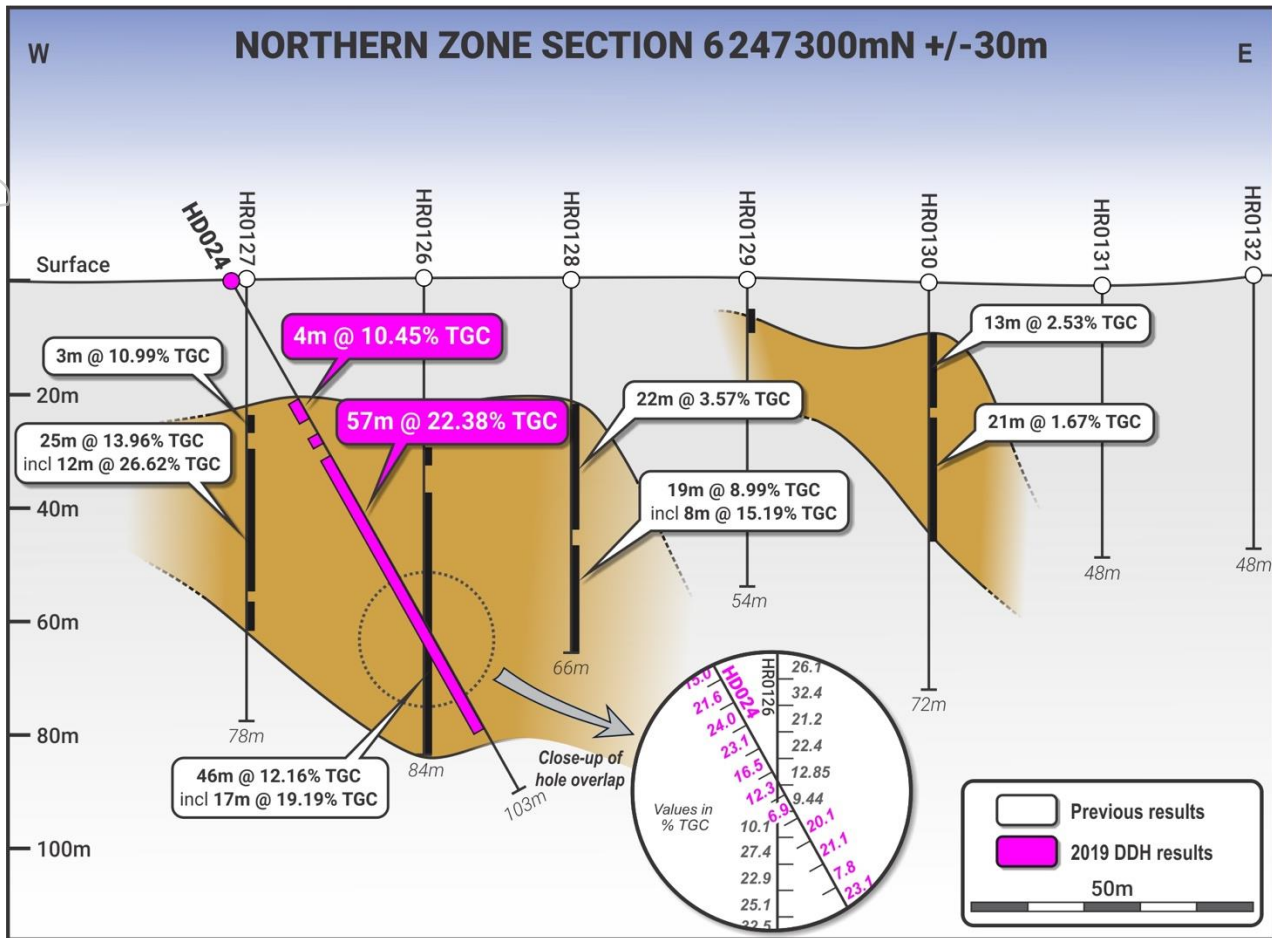 NORTHERN ZONE SECTION 6 247300mN +/-30m
W
E
HD024
HR0127
HR0126
HR0128
HR0129
HR0130
HR0131
HR0132
Surface
20m
40m
60m
80m
100m
4m @ 10.45% TGC
57m @ 22.38% TGC
3m @ 10.99% TGC
25m @ 13.96% TGC
incl 12m @ 26.62% TGC
22m @ 3.57% TGC
19m @ 8.99% TGC
incl 8m @ 15.19% TGC
13m @ 2.53% TGC
21m @ 1.67% TGC
46m @ 12.16% TGC
incl 17m @ 19.19% TGC
78m
84m
103m
66m
54m
72m
48m
48m
Close-up of
hole overlap
Values in
% TGC
HD024
HR0126
15.0
21.6
24.0
23.1
16.5
12.3
6.9
20.1
21.1
7.8
23.1
26.1
32.4
21.2
22.4
12.85
9.44
10.1
27.4
22.9
25.1
32.5
Previous results
2019 DDH results
50m